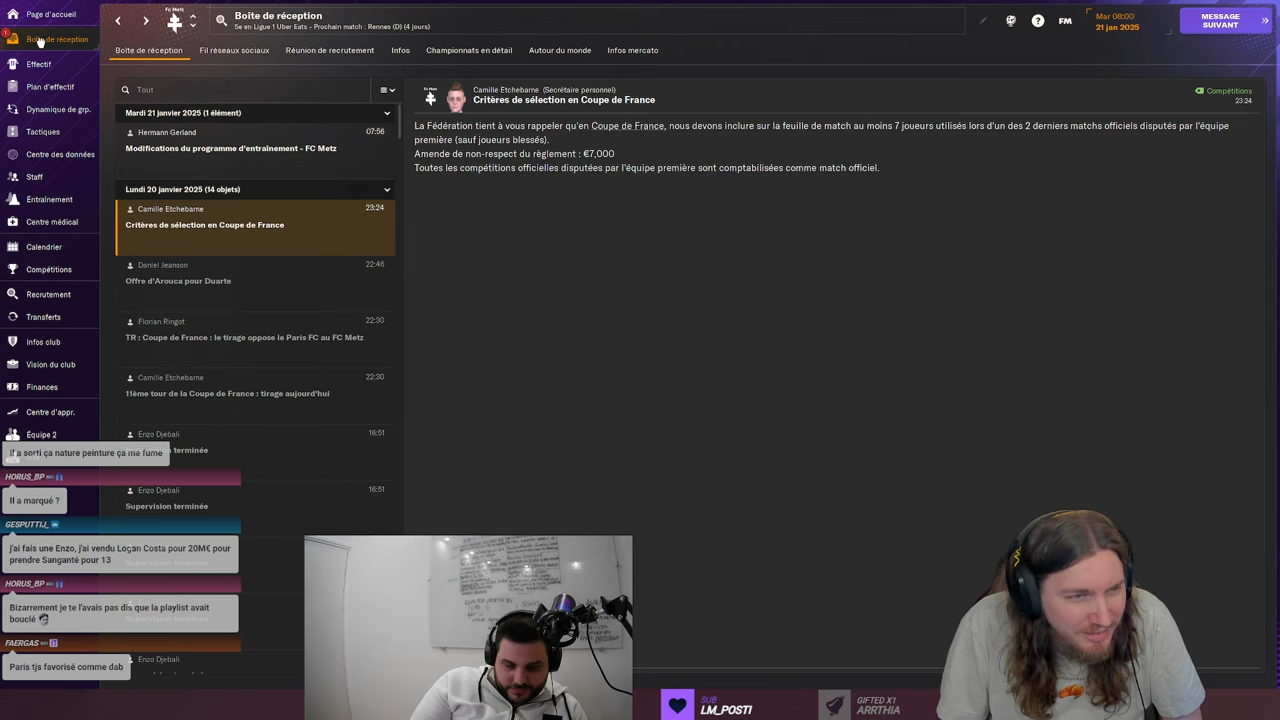 Page d'accueil
Boîte de réception
Effectif
Plan d'effectif
Dynamique de grp.
Tactiques
Centre des données
Staff
Entraînement
Centre médical
Calendrier
Compétitions
Recrutement
Transferts
Infos club
Vision du club
Finances
Centre d'appr.
Équipe 2
Fc Metz
Boîte de réception
5e en Ligue 1 Uber Eats - Prochain match : Rennes (D) (4 jours)
FM
Mar 08:00
21 jan 2025
MESSAGE
SUIVANT
Boîte de réception
Fil réseaux sociaux
Réunion de recrutement
Infos
Championnats en détail
Autour du monde
Infos mercato
Tout
Mardi 21 janvier 2025 (1 élément)
Hermann Gerland 07:56
Modifications du programme d'entraînement - FC Metz
Lundi 20 janvier 2025 (14 objets)
Camille Etchebarne 23:24
Critères de sélection en Coupe de France
Daniel Jeanson 22:46
Offre d'Arouca pour Duarte
Florian Ringot 22:30
TR : Coupe de France : le tirage oppose le Paris FC au FC Metz
Camille Etchebarne 22:30
11ème tour de la Coupe de France : tirage aujourd'hui
Enzo Djebali 16:51
terminée
Enzo Djebali 16:51
Supervision terminée
Enzo Djebali
Fc Metz
Camille Etchebarne (Secrétaire personnel)
Critères de sélection en Coupe de France
Compétitions
23:24
La Fédération tient à vous rappeler qu'en Coupe de France, nous devons inclure sur la feuille de match au moins 7 joueurs utilisés lors d'un des 2 derniers matchs officiels disputés par l'équipe
première (sauf joueurs blessés).
Amende de non-respect du règlement : €7,000
Toutes les compétitions officielles disputées par l'équipe première sont comptabilisées comme match officiel.
Il a sorti ça nature peinture ça me fume
HORUS_BP
Il a marqué ?
GESPUTTIJ_
j'ai fais une Enzo, j'ai vendu Logan Costa pour 20M€ pour
prendre Sanganté pour 13
HORUS_BP
Bizarrement je te l'avais pas dis que la playlist avait
bouclé
FAERGAS
Paris tjs favorisé comme dab
SUB
LM_POSTI
GIFTED X1
ARRTHIA